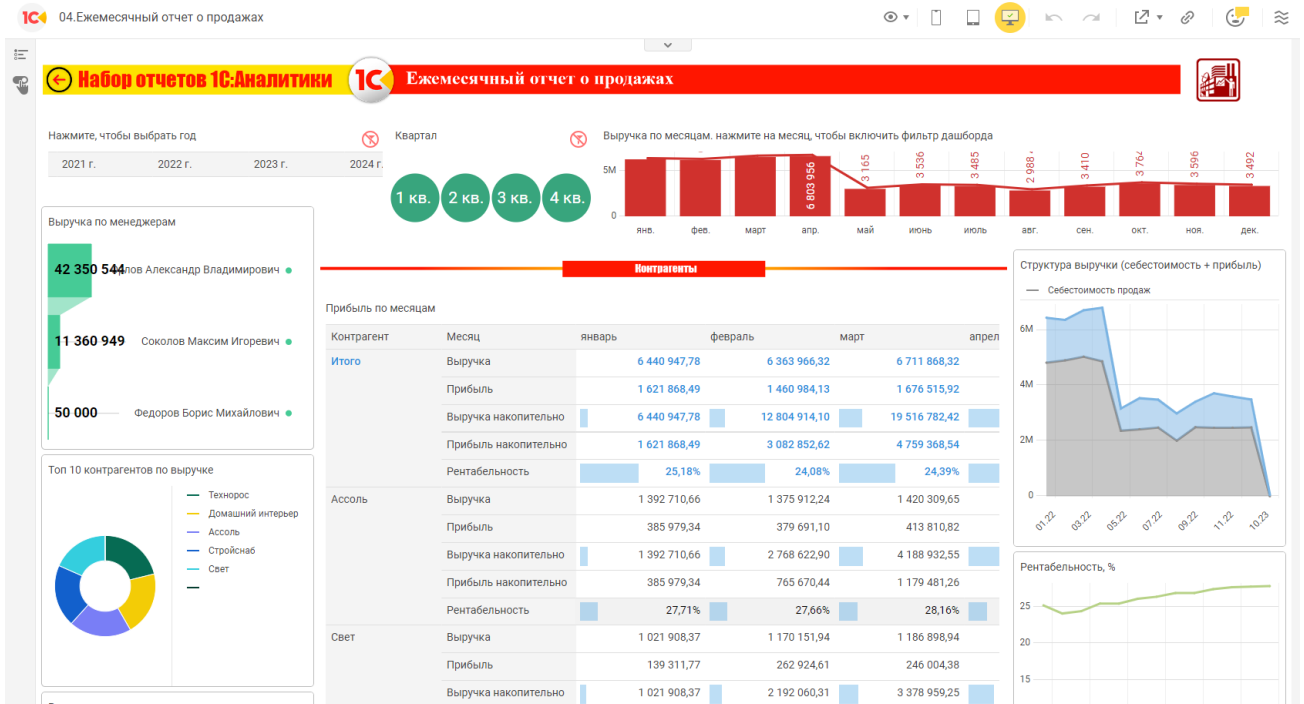 1С 04.Ежемесячный отчет о продажах
Набор отчетов 1С:Аналитики 1С Ежемесячный отчет о продажах
Нажмите, чтобы выбрать год
2021 г. 2022 г. 2023 г. 2024 г.
Квартал
1 кв. 2 кв. 3 кв. 4 кв.
Выручка по месяцам. нажмите на месяц, чтобы включить фильтр дашборда
5M
0
6 803 956 3 165 3 536 3 485 2 988 3 410 3 764 3 596 3 492
янв. фев. март апр. май июнь июль авг. сен. окт. ноя. дек.
Выручка по менеджерам
42 350 544 Александр Владимирович
11 360 949 Соколов Максим Игоревич
50 000 Федоров Борис Михайлович
Топ 10 контрагентов по выручке
Технорос
Домашний интерьер
Ассоль
Стройснаб
Свет
Контрагенты
Прибыль по месяцам
Контрагент Месяц январь февраль март апрел
Итого Выручка 6 440 947,78 6 363 966,32 6 711 868,32
Прибыль 1 621 868,49 1 460 984,13 1 676 515,92
Выручка накопительно 6 440 947,78 12 804 914,10 19 516 782,42
Прибыль накопительно 1 621 868,49 3 082 852,62 4 759 368,54
Рентабельность 25,18% 24,08% 24,39%
Ассоль Выручка 1 392 710,66 1 375 912,24 1 420 309,65
Прибыль 385 979,34 379 691,10 413 810,82
Выручка накопительно 1 392 710,66 2 768 622,90 4 188 932,55
Прибыль накопительно 385 979,34 765 670,44 1 179 481,26
Рентабельность 27,71% 27,66% 28,16%
Свет Выручка 1 021 908,37 1 170 151,94 1 186 898,94
Прибыль 139 311,77 262 924,61 246 004,38
Выручка накопительно 1 021 908,37 2 192 060,31 3 378 959,25
Структура выручки (себестоимость + прибыль)
Себестоимость продаж
6M
4M
2M
0
01.22 03.22 05.22 07.22 09.22 11.22 10.23
Рентабельность, %
25
20
15